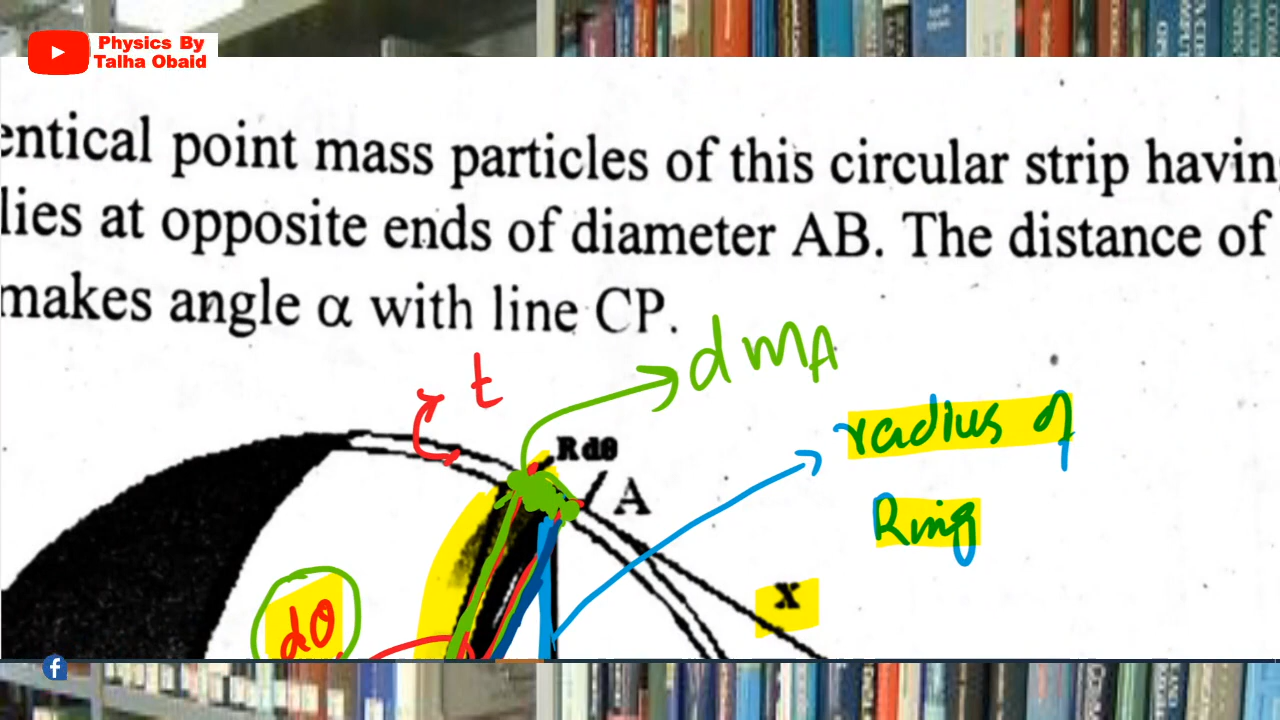 Physics By
Talha Obaid
entical point mass particles of this circular strip having
lies at opposite ends of diameter AB. The distance of
makes angle α with line CP.
t
dmA
radius of
Ring
Rdθ
A
x
dθ